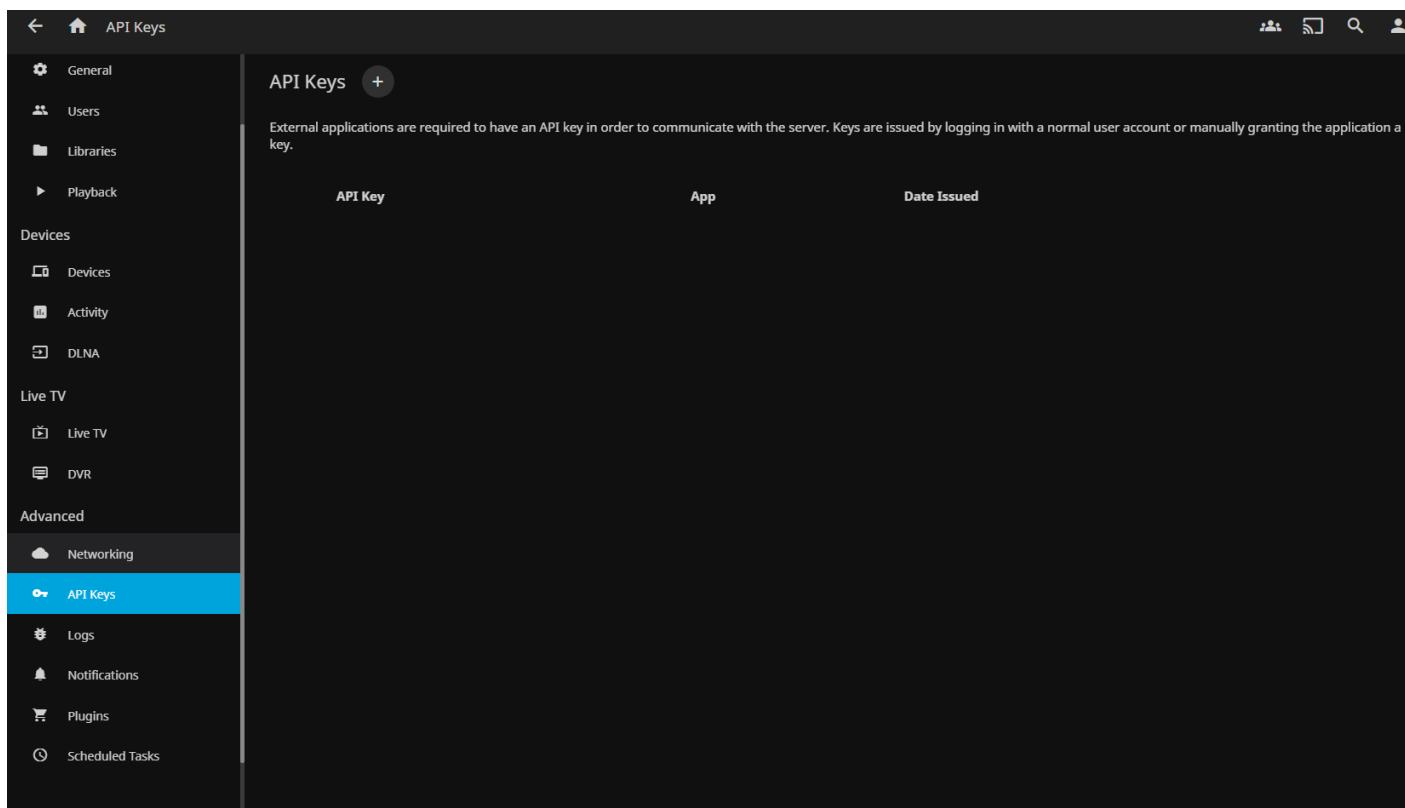 API Keys
General
Users
Libraries
Playback
Devices
Devices
Activity
DLNA
Live TV
Live TV
DVR
Advanced
Networking
API Keys
Logs
Notifications
Plugins
Scheduled Tasks
API Keys
External applications are required to have an API key in order to communicate with the server. Keys are issued by logging in with a normal user account or manually granting the application a
key.
API Key App Date Issued